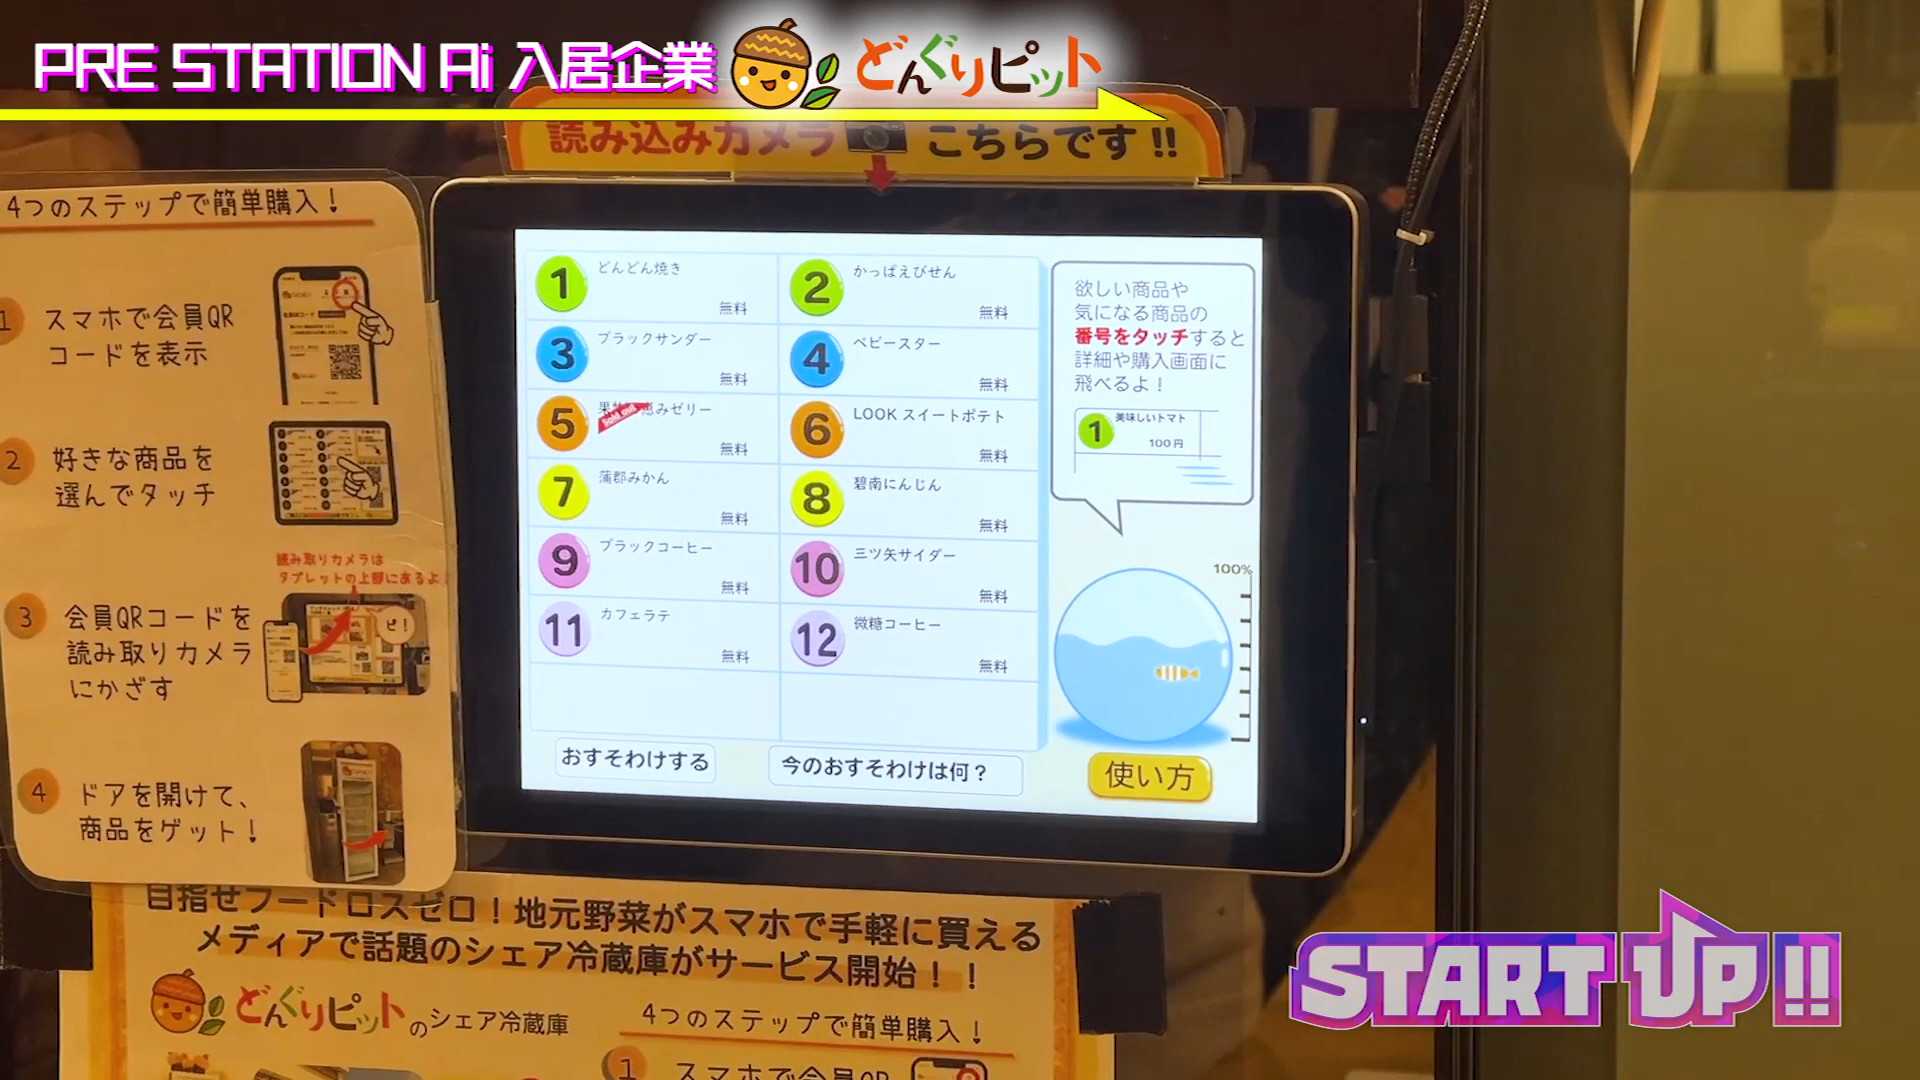 PRE STATION Ai 入居企業
どんぐりピット
読み込みカメラ こちらです!!
4つのステップで簡単購入!
1
スマホで会員QR
コードを表示
2
好きな商品を
選んでタッチ
読み取りカメラは
タブレットの上部にあるよ!
3
会員QRコードを
読み取りカメラ
にかざす
ピ!
4
ドアを開けて、
商品をゲット!
1 どんどん焼き 無料
2 かっぱえびせん 無料
3 ブラックサンダー 無料
4 ベビースター 無料
5 恵みゼリー 無料
Sold out
6 LOOK スイートポテト 無料
7 蒲郡みかん 無料
8 碧南にんじん 無料
9 ブラックコーヒー 無料
10 三ツ矢サイダー 無料
11 カフェラテ 無料
12 微糖コーヒー 無料
おすそわけする
今のおすそわけは何?
欲しい商品や
気になる商品の
番号をタッチすると
詳細や購入画面に
飛べるよ!
1 美味しいトマト
100円
100%
使い方
目指せフードロスゼロ!地元野菜がスマホで手軽に買える
メディアで話題のシェア冷蔵庫がサービス開始!!
どんぐりピットのシェア冷蔵庫
4つのステップで簡単購入!
1 スマホで会員QR
START UP!!